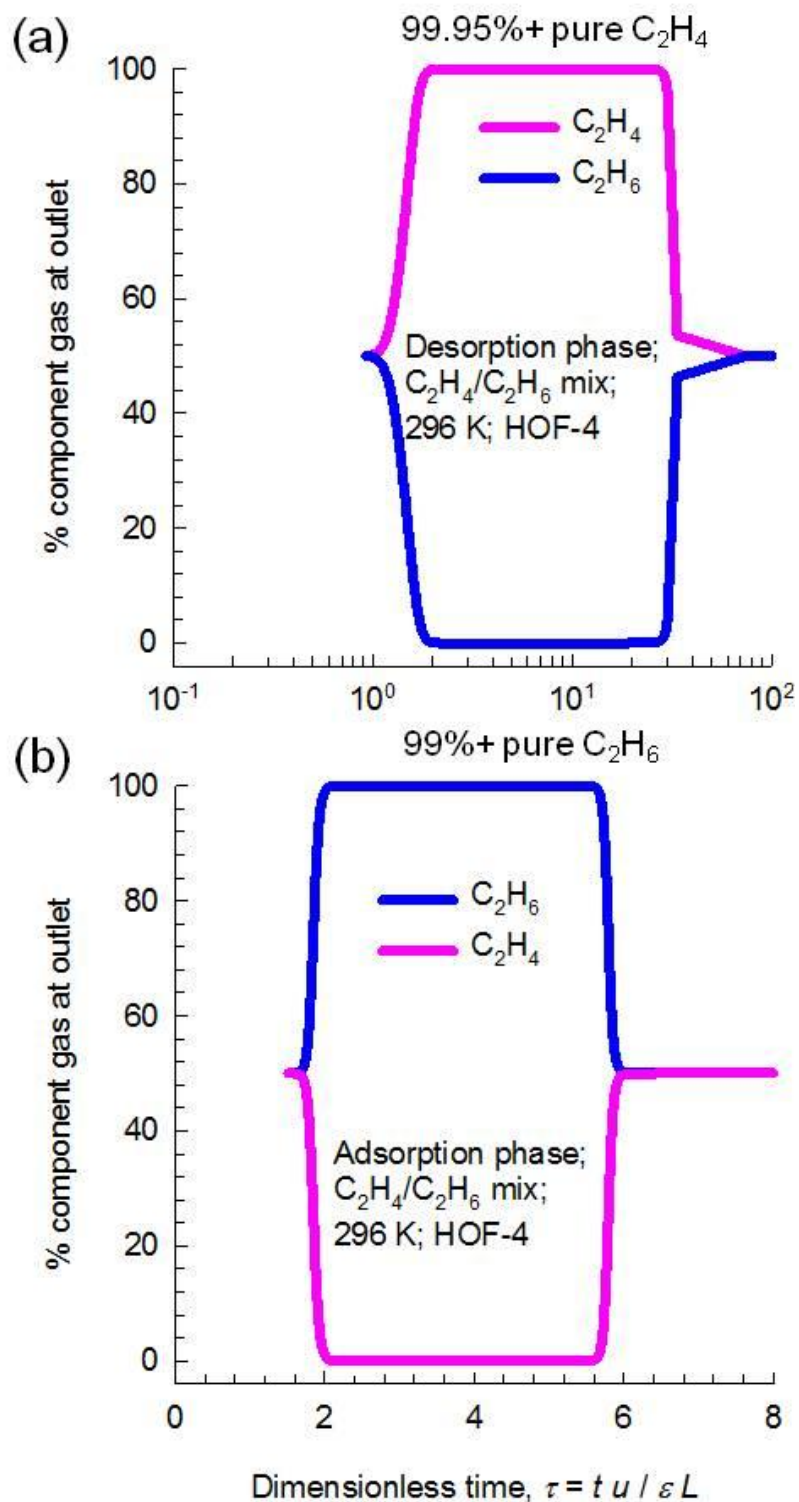 (a)
99.95%+ pure C₂H₄
100
80
60
40
20
0
% component gas at outlet
C₂H₄
C₂H₆
Desorption phase;
C₂H₄/C₂H₆ mix;
296 K; HOF-4
10⁻¹
10⁰
10¹
10²
(b)
99%+ pure C₂H₆
100
80
60
40
20
0
% component gas at outlet
C₂H₆
C₂H₄
Adsorption phase;
C₂H₄/C₂H₆ mix;
296 K; HOF-4
0
2
4
6
8
Dimensionless time, τ = t u / ε L